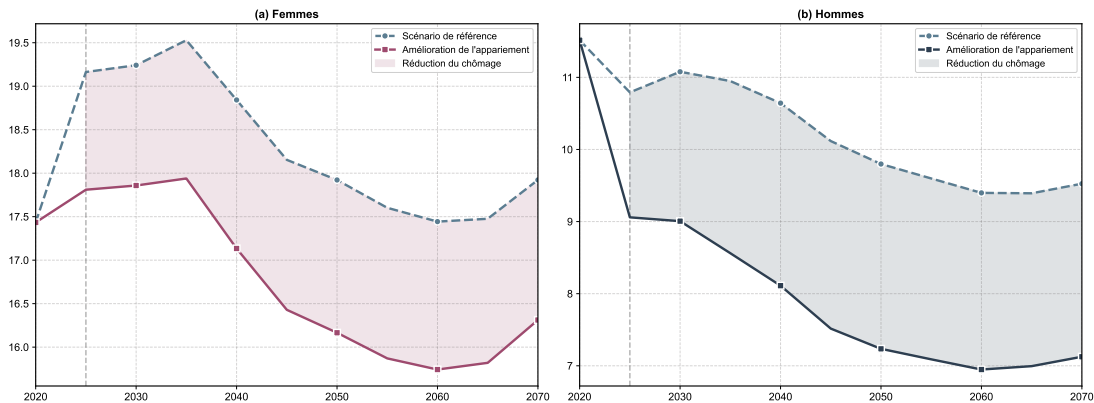 (a) Femmes
Scénario de référence
Amélioration de l'appariement
Réduction du chômage
19.5
19.0
18.5
18.0
17.5
17.0
16.5
16.0
2020 2030 2040 2050 2060 2070
(b) Hommes
Scénario de référence
Amélioration de l'appariement
Réduction du chômage
11
10
9
8
7
2020 2030 2040 2050 2060 2070